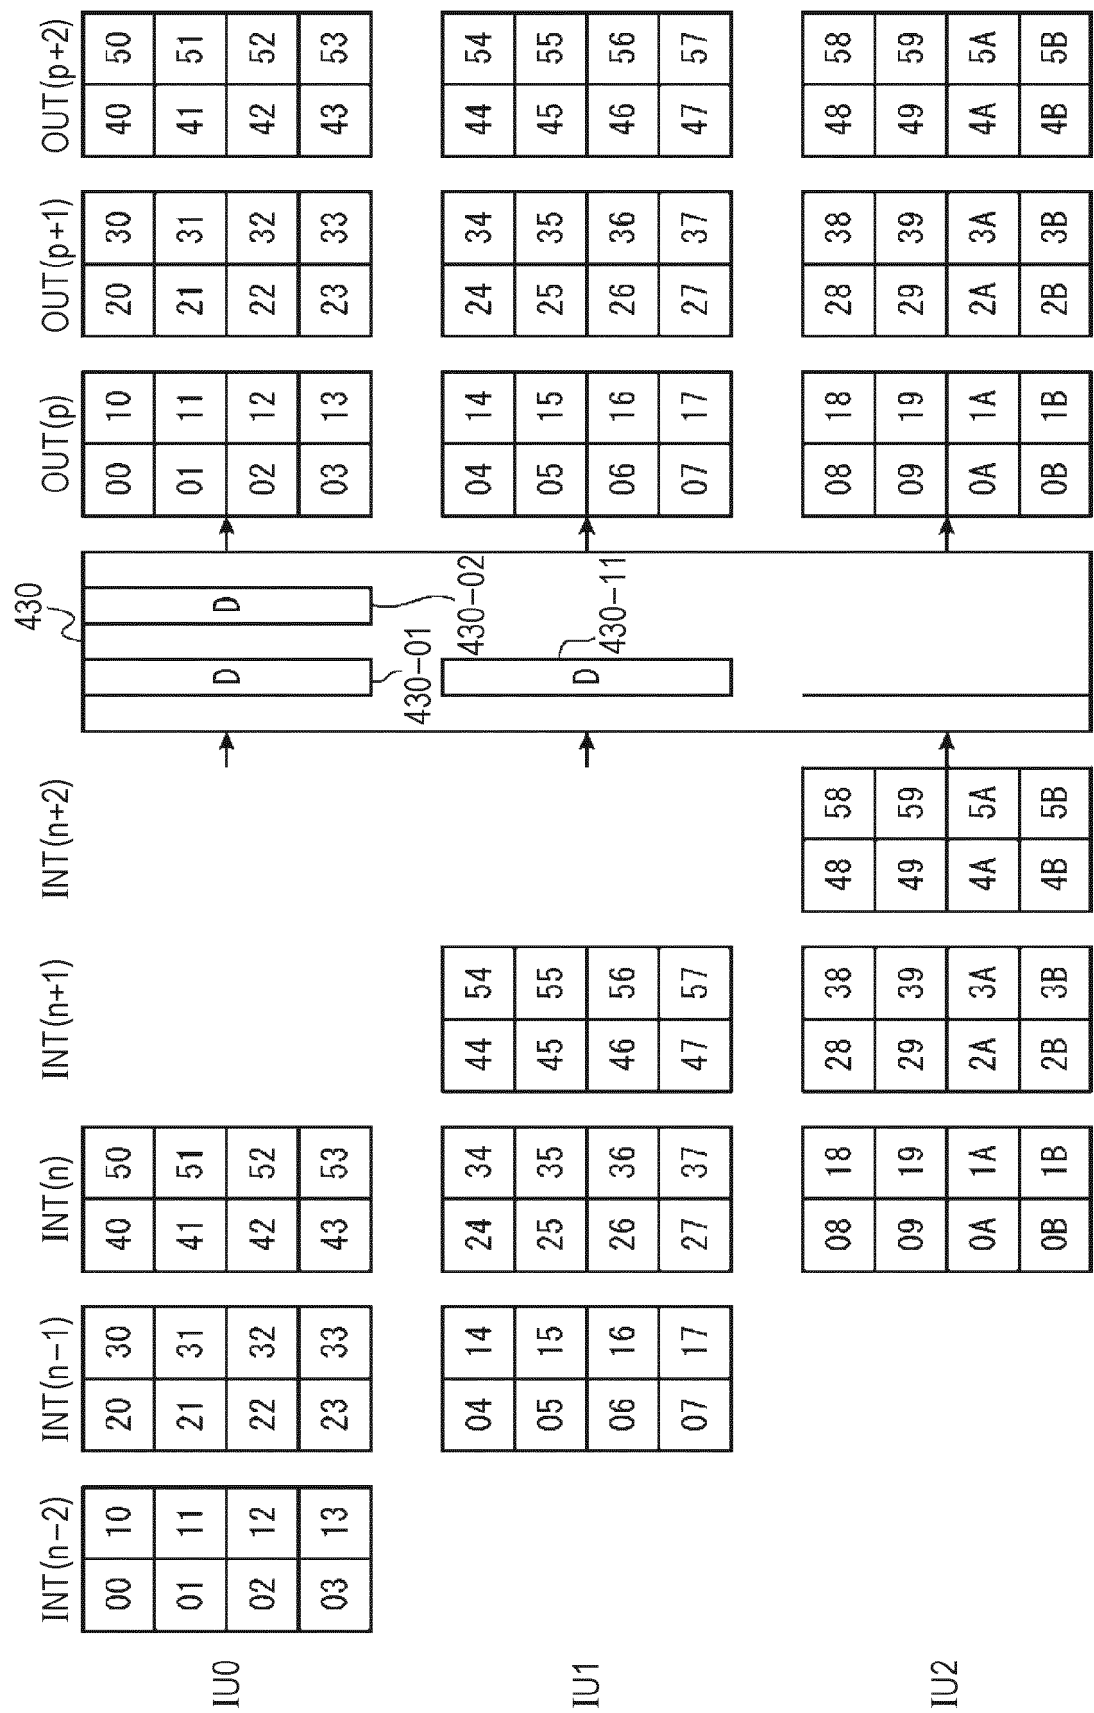 430
INT(n−2) INT(n−1) INT(n) INT(n+1) INT(n+2) OUT(p) OUT(p+1) OUT(p+2)
00 10 20 30 40 50 00 10 20 30 40 50
01 11 21 31 41 51 01 11 21 31 41 51
IU0 D D
02 12 22 32 42 52 02 12 22 32 42 52
03 13 23 33 43 53 03 13 23 33 43 53
430-01
430-02
04 14 24 34 44 54 04 14 24 34 44 54
05 15 25 35 45 55 05 15 25 35 45 55
IU1 D
430-11
06 16 26 36 46 56 06 16 26 36 46 56
07 17 27 37 47 57 07 17 27 37 47 57
08 18 28 38 48 58 08 18 28 38 48 58
09 19 29 39 49 59 09 19 29 39 49 59
IU2
0A 1A 2A 3A 4A 5A 0A 1A 2A 3A 4A 5A
0B 1B 2B 3B 4B 5B 0B 1B 2B 3B 4B 5B